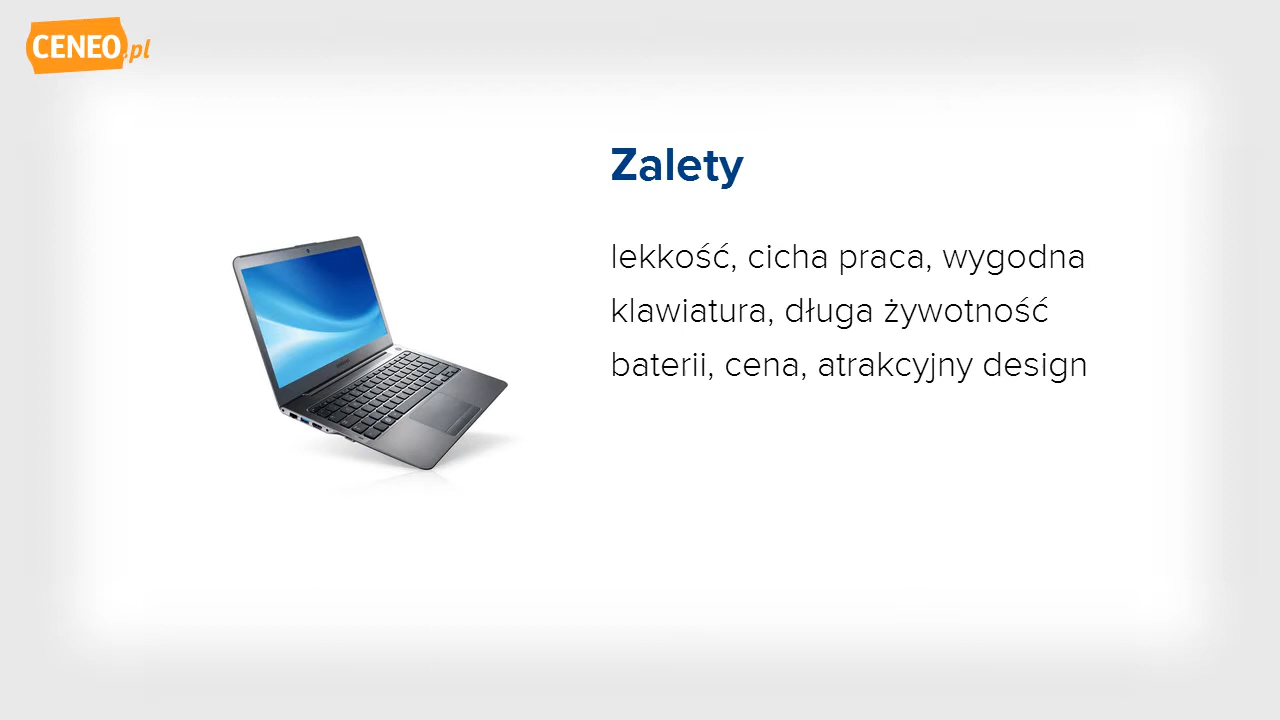 CENEO.pl
Zalety
lekkość, cicha praca, wygodna
klawiatura, długa żywotność
baterii, cena, atrakcyjny design